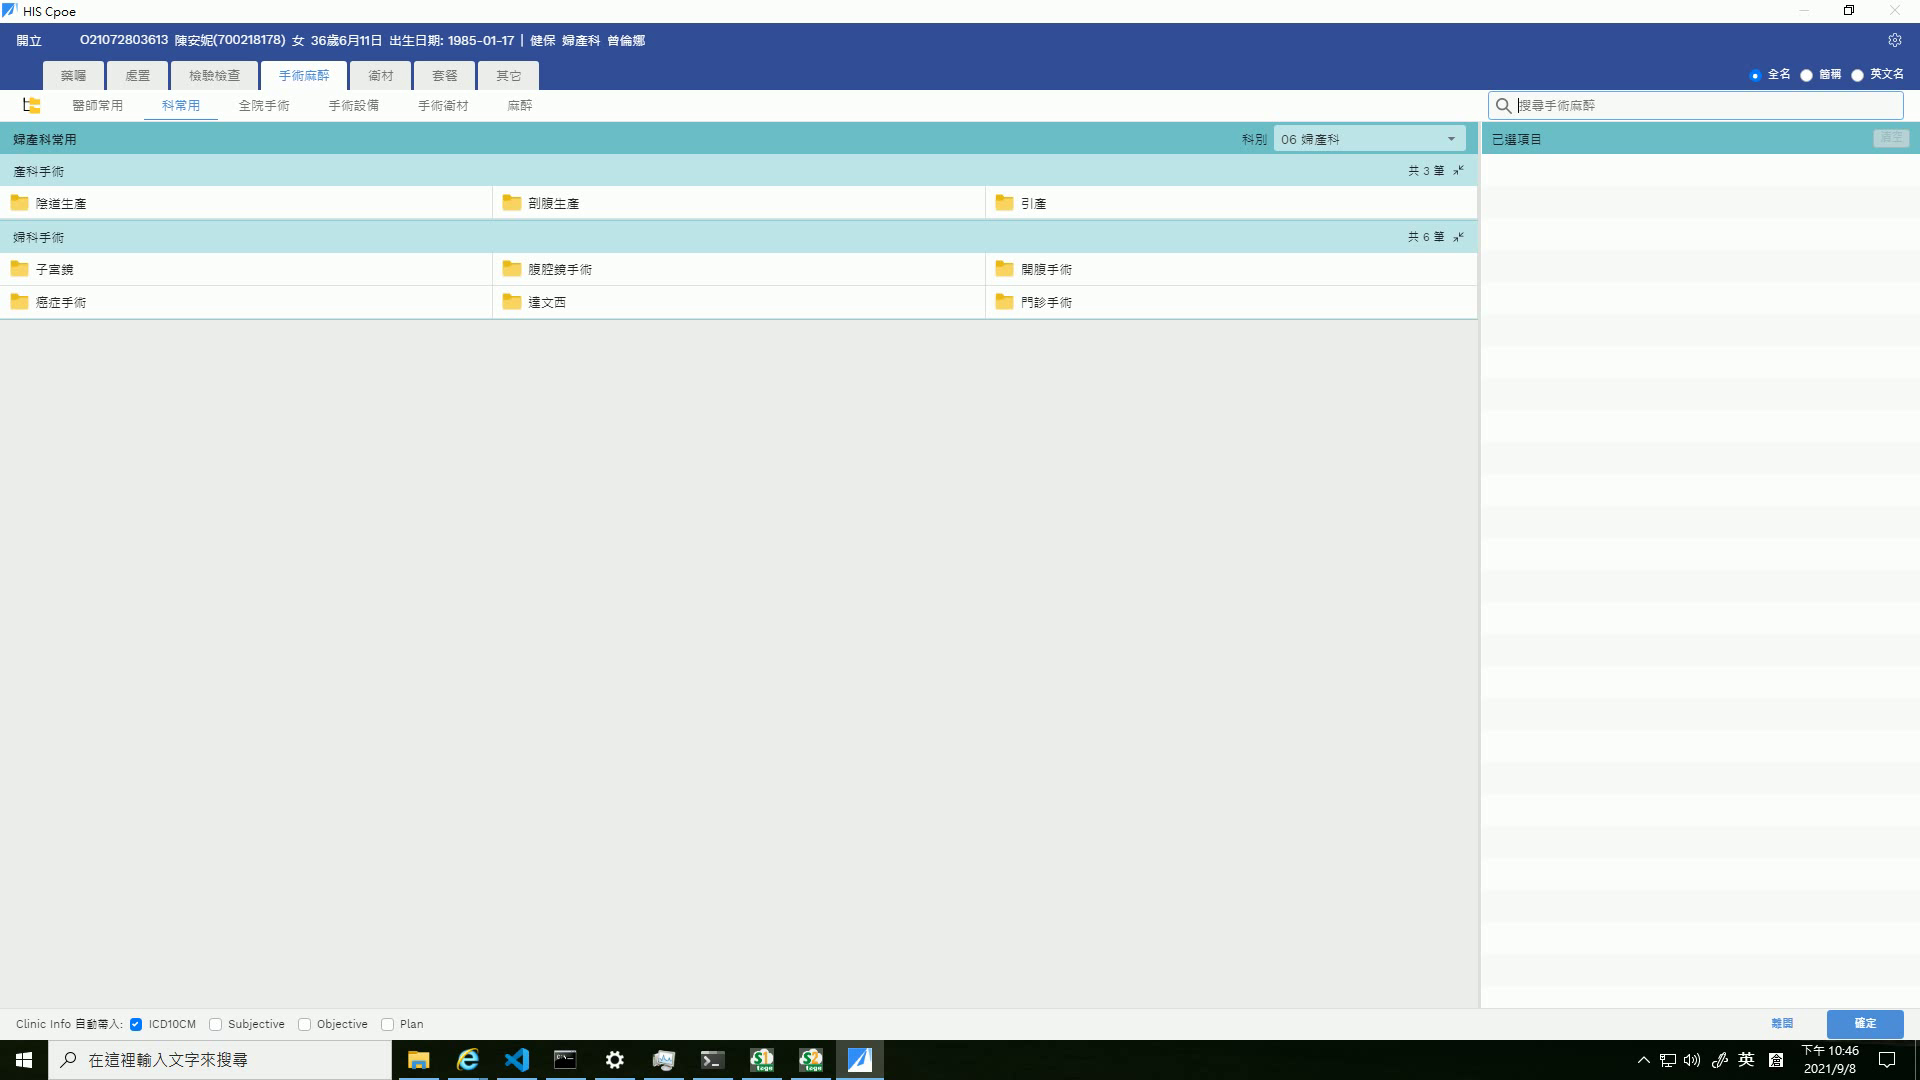 HIS Cpoe
開立 O21072803613 陳安妮(700218178) 女 36歲6月11日 出生日期: 1985-01-17 | 健保 婦產科 曾倫娜
藥囑 處置 檢驗檢查 手術麻醉 衛材 套餐 其它 全名 簡稱 英文名
醫師常用 科常用 全院手術 手術設備 手術衛材 麻醉 搜尋手術麻醉
婦產科常用 科別 06 婦產科 已選項目 清空
產科手術 共 3 筆
陰道生產 剖腹生產 引產
婦科手術 共 6 筆
子宮鏡 腹腔鏡手術 開腹手術
癌症手術 達文西 門診手術
Clinic Info 自動帶入: ICD10CM Subjective Objective Plan 離開 確定
在這裡輸入文字來搜尋 英 下午 10:46
2021/9/8